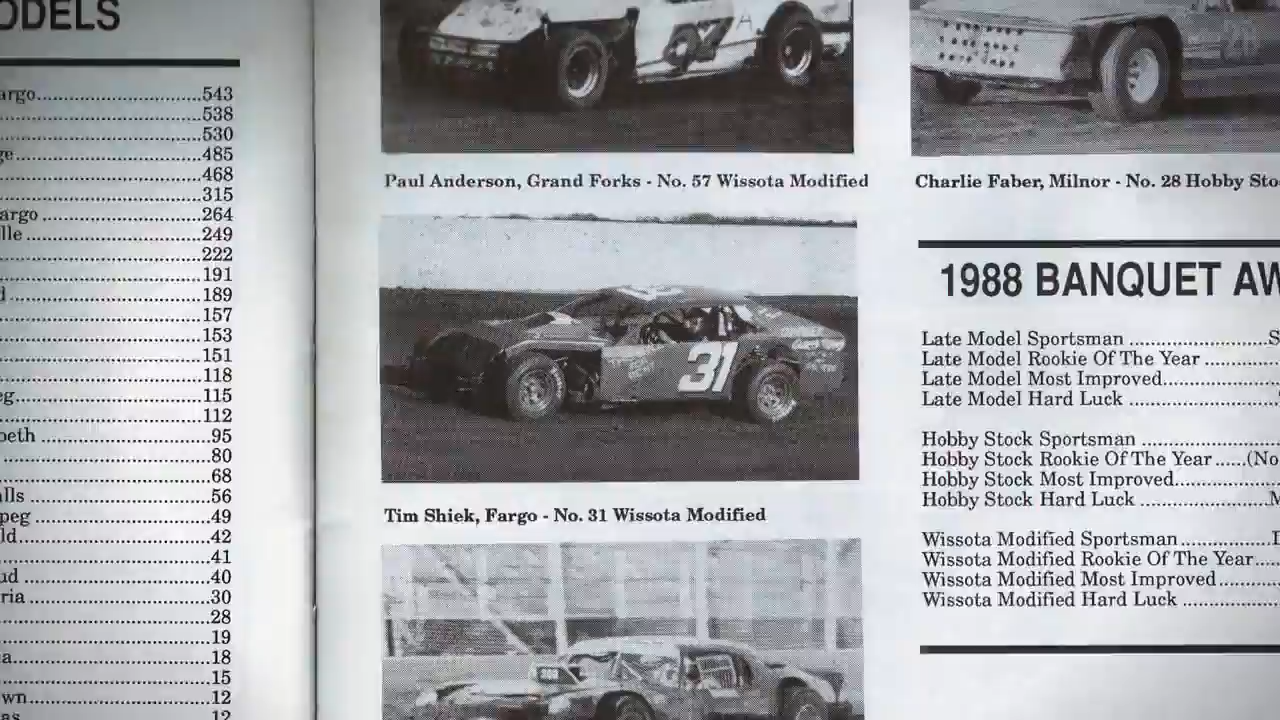 ODELS
argo 543
538
530
ge 485
468
315
argo 264
lle 249
222
191
d 189
157
153
151
118
eg 115
112
beth 95
80
68
lls 56
peg 49
ld 42
41
ud 40
ria 30
28
19
a 18
15
wn 12
as 12
Paul Anderson, Grand Forks - No. 57 Wissota Modified
31
Tim Shiek, Fargo - No. 31 Wissota Modified
Charlie Faber, Milnor - No. 28 Hobby Sto
1988 BANQUET AW
Late Model Sportsman S
Late Model Rookie Of The Year
Late Model Most Improved
Late Model Hard Luck
Hobby Stock Sportsman
Hobby Stock Rookie Of The Year (No
Hobby Stock Most Improved
Hobby Stock Hard Luck M
Wissota Modified Sportsman
Wissota Modified Rookie Of The Year
Wissota Modified Most Improved
Wissota Modified Hard Luck